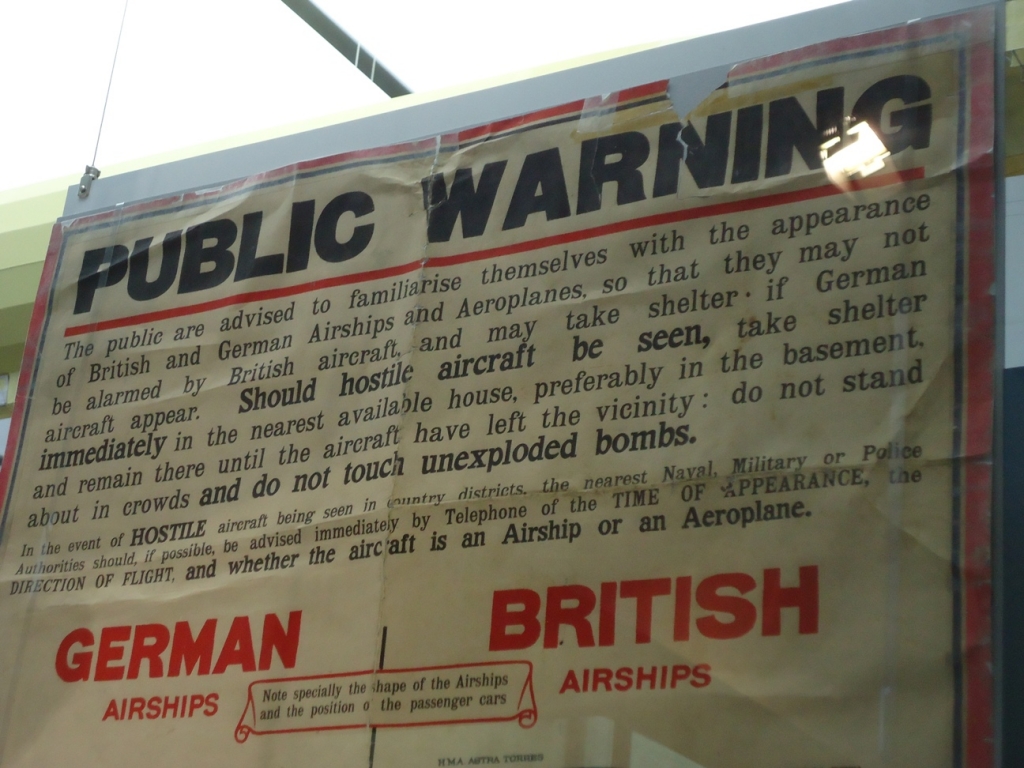 PUBLIC WARNING
The public are advised to familiarise themselves with the appearance
of British and German Airships and Aeroplanes, so that they may not
be alarmed by British aircraft, and may take shelter if German
aircraft appear. Should hostile aircraft be seen, take shelter
immediately in the nearest available house, preferably in the basement,
and remain there until the aircraft have left the vicinity: do not stand
about in crowds and do not touch unexploded bombs.
In the event of HOSTILE aircraft being seen in country districts, the nearest Naval, Military or Police
Authorities should, if possible, be advised immediately by Telephone of the TIME OF APPEARANCE, the
DIRECTION OF FLIGHT, and whether the aircraft is an Airship or an Aeroplane.
GERMAN
AIRSHIPS
BRITISH
AIRSHIPS
Note specially the shape of the Airships
and the position of the passenger cars
H.M.A. ASTRA TORRES